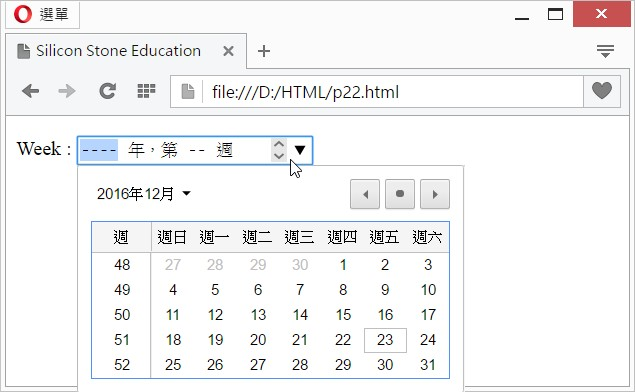 選單
Silicon Stone Education
file:///D:/HTML/p22.html
Week : ---- 年，第 -- 週
2016年12月
週 週日 週一 週二 週三 週四 週五 週六
48 27 28 29 30 1 2 3
49 4 5 6 7 8 9 10
50 11 12 13 14 15 16 17
51 18 19 20 21 22 23 24
52 25 26 27 28 29 30 31